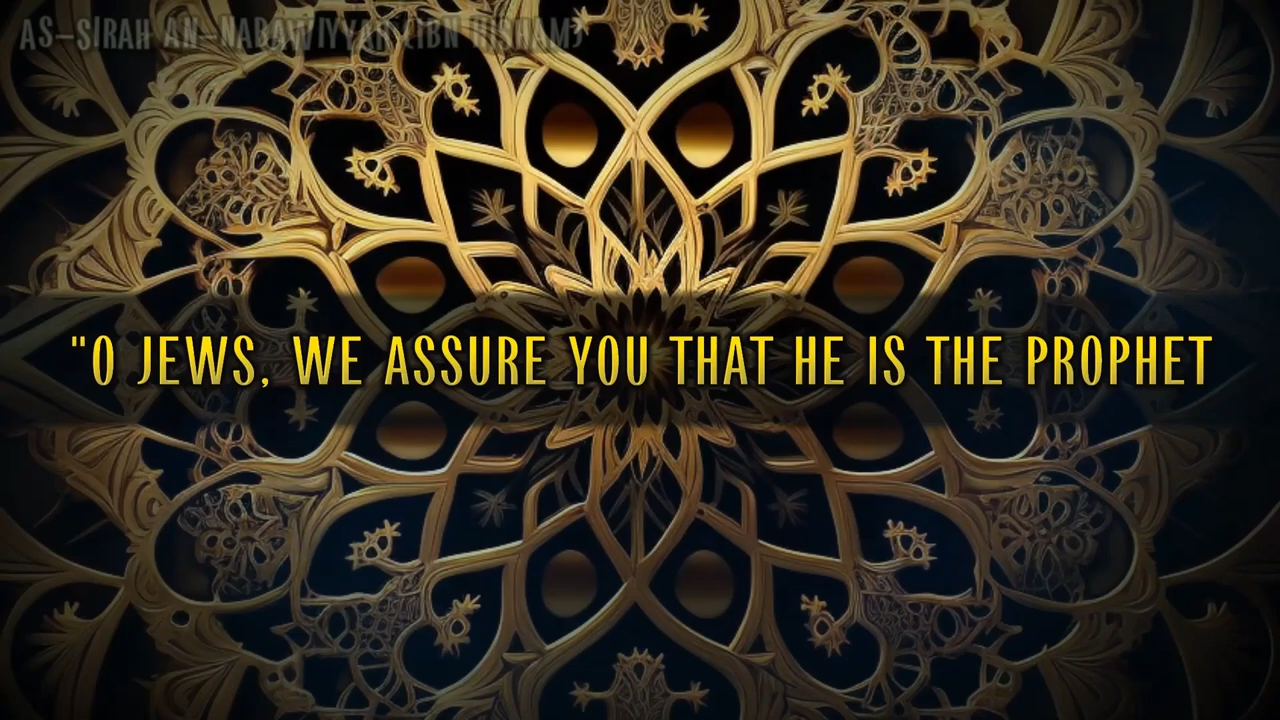 AS-SIRAH AN-NABAWIYYAH (IBN HISHAM)
"O JEWS, WE ASSURE YOU THAT HE IS THE PROPHET